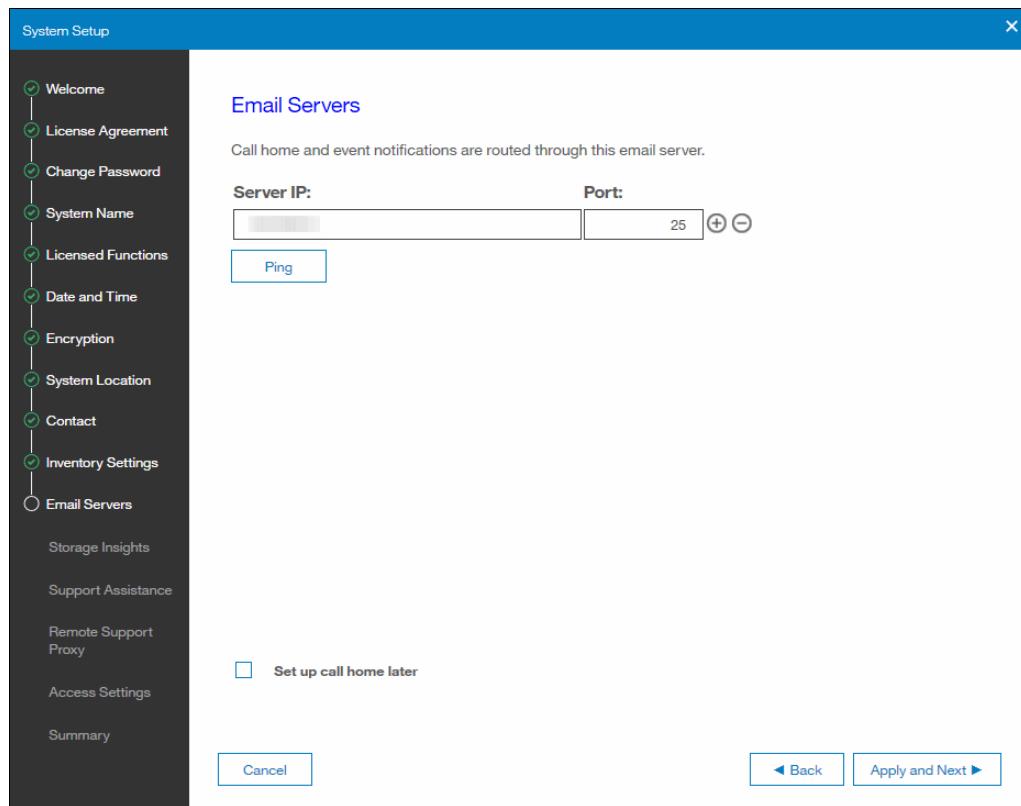 System Setup
Welcome
License Agreement
Change Password
System Name
Licensed Functions
Date and Time
Encryption
System Location
Contact
Inventory Settings
Email Servers
Storage Insights
Support Assistance
Remote Support
Proxy
Access Settings
Summary
Email Servers
Call home and event notifications are routed through this email server.
Server IP: Port:
25
Ping
Set up call home later
Cancel
Back
Apply and Next